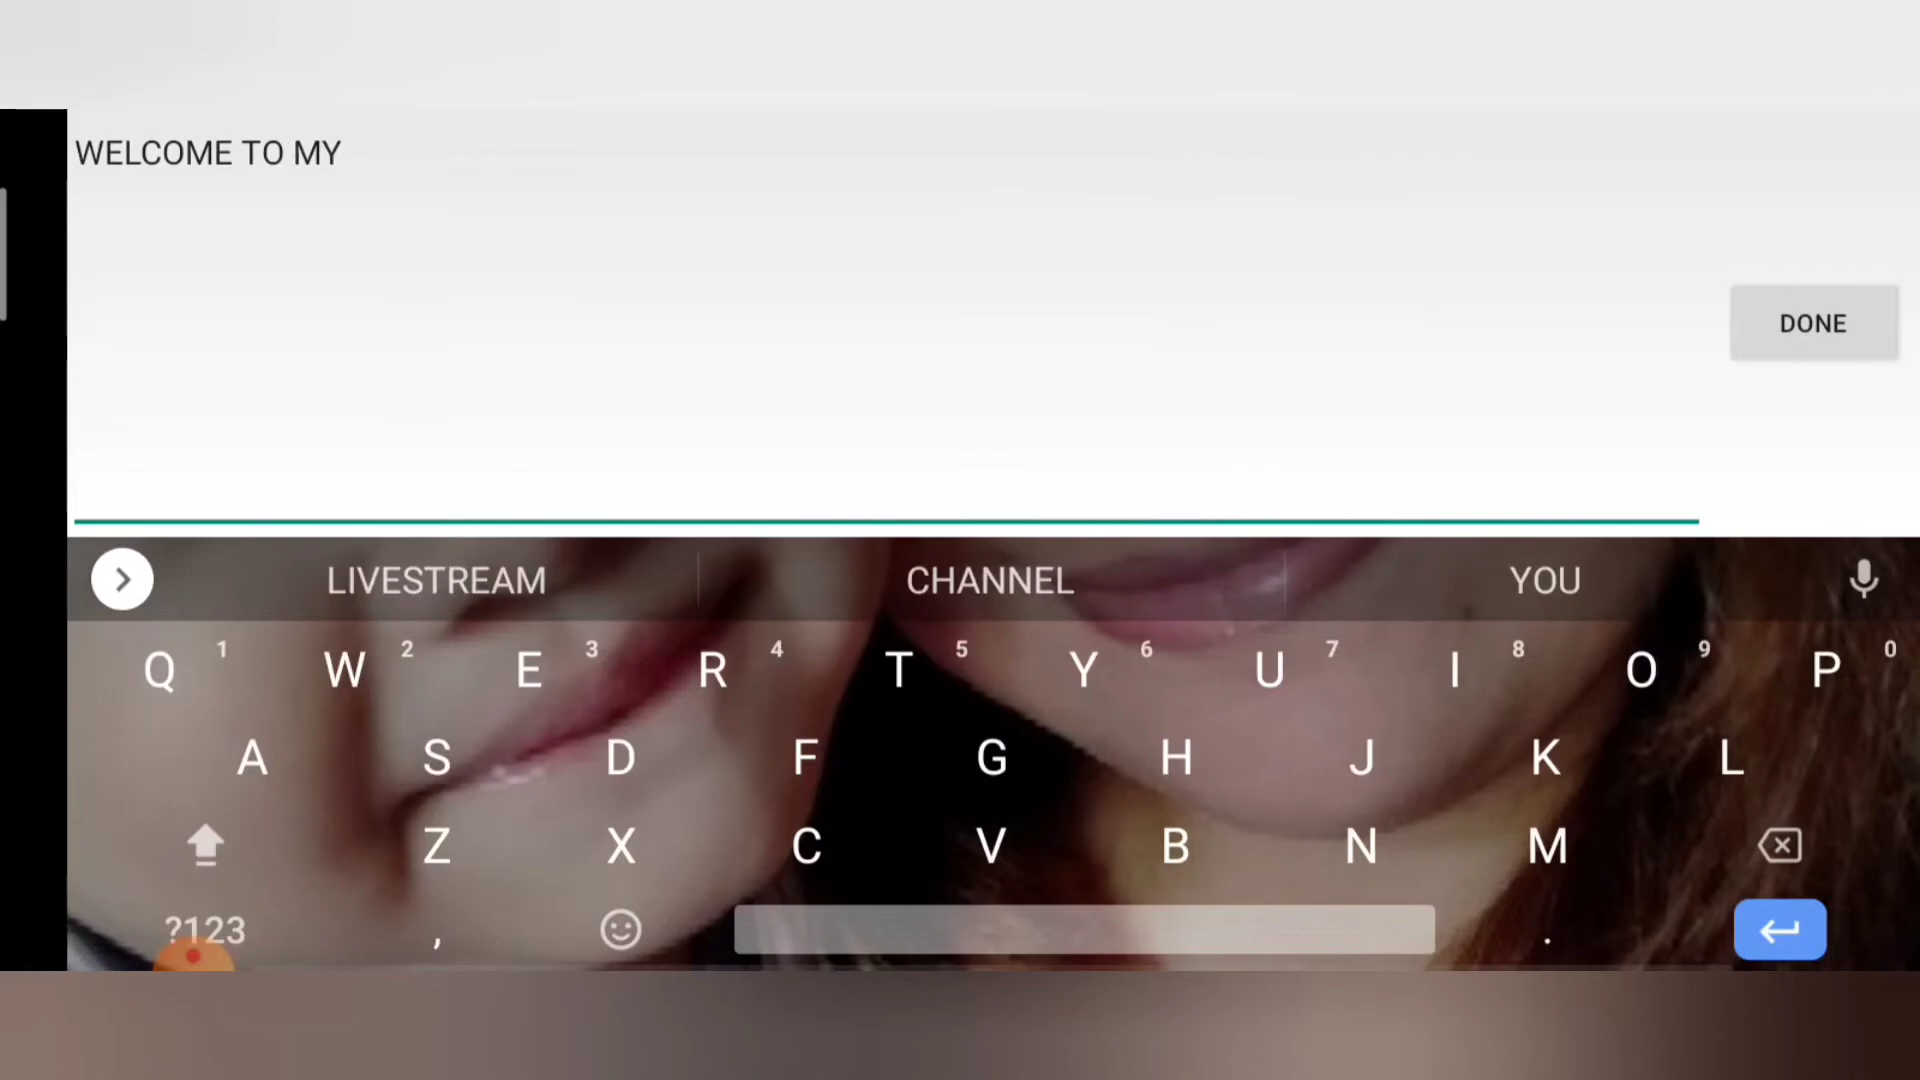 WELCOME TO MY
DONE
LIVESTREAM CHANNEL YOU
Q 1 W 2 E 3 R 4 T 5 Y 6 U 7 I 8 O 9 P 0
A S D F G H J K L
Z X C V B N M
?123 , .